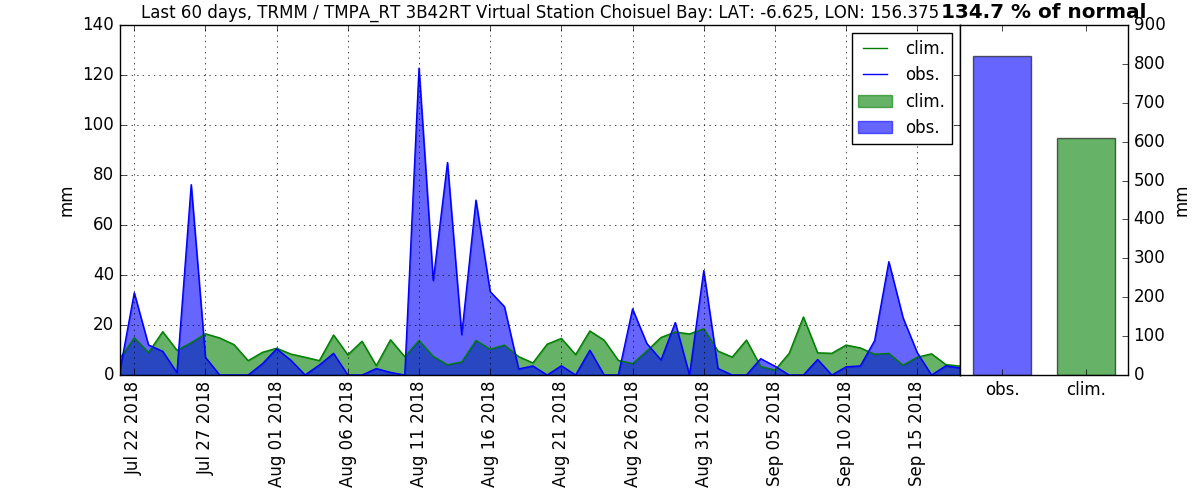 Last 60 days, TRMM / TMPA_RT 3B42RT Virtual Station Choisuel Bay: LAT: -6.625, LON: 156.375
134.7 % of normal
140
120
100
80
60
40
20
0
mm
clim.
obs.
clim.
obs.
Jul 22 2018
Jul 27 2018
Aug 01 2018
Aug 06 2018
Aug 11 2018
Aug 16 2018
Aug 21 2018
Aug 26 2018
Aug 31 2018
Sep 05 2018
Sep 10 2018
Sep 15 2018
900
800
700
600
500
400
300
200
100
0
mm
obs.
clim.